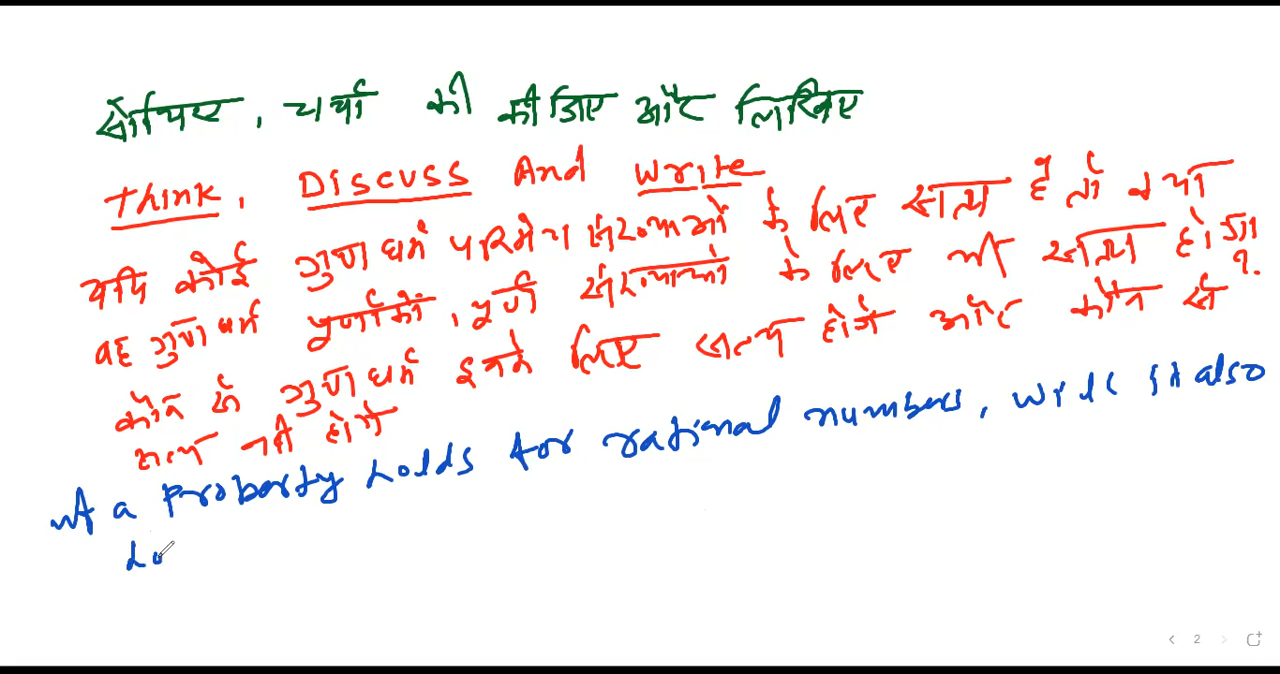 सोचिए, चर्चा की कीजिए और लिखिए
Think, Discuss And Write
यदि कोई गुणधर्म परिमेय संख्याओं के लिए सत्य है तो क्या
वह गुणधर्म पूर्णांकों, पूर्ण संख्याओं के लिए भी सत्य होगा?
कौन से गुणधर्म इनके लिए सत्य होंगे और कौन से
सत्य नहीं होंगे
If a Property holds for rational numbers, will it also
ho
2